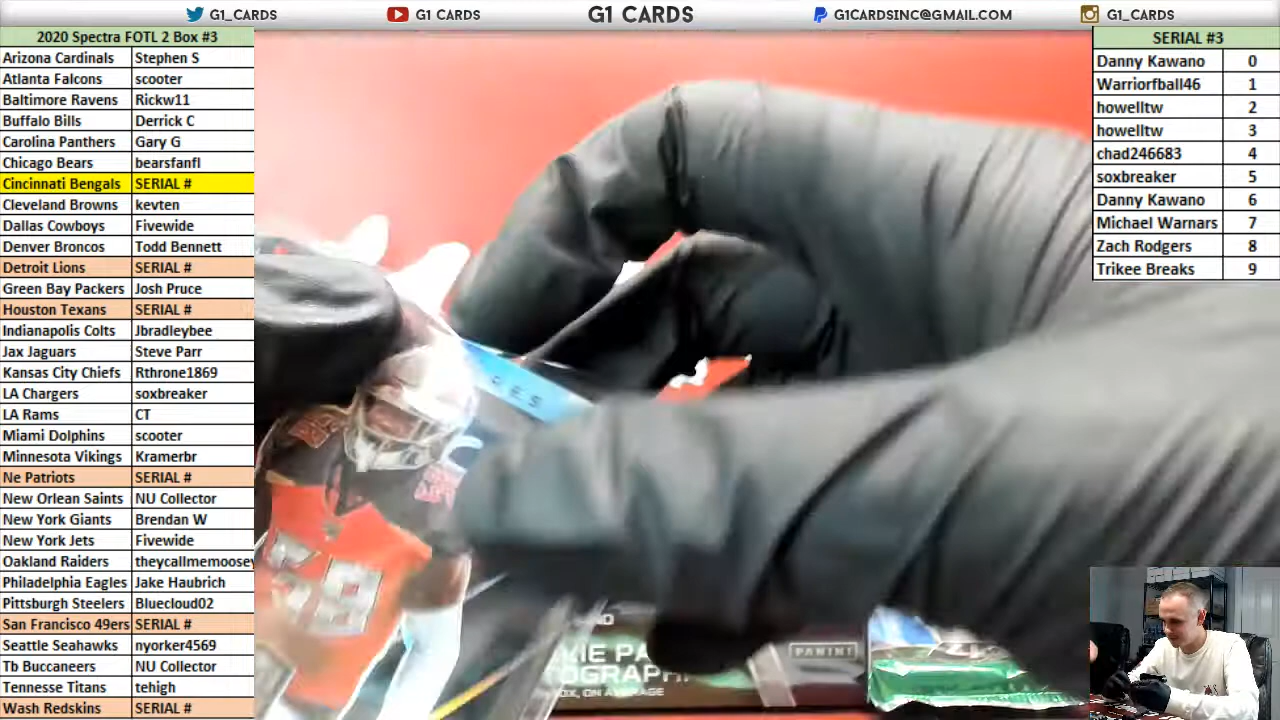 G1_CARDS
G1 CARDS
G1 CARDS
G1CARDSINC@GMAIL.COM
G1_CARDS
2020 Spectra FOTL 2 Box #3
Arizona Cardinals Stephen S
Atlanta Falcons scooter
Baltimore Ravens Rickw11
Buffalo Bills Derrick C
Carolina Panthers Gary G
Chicago Bears bearsfanfl
Cincinnati Bengals SERIAL #
Cleveland Browns kevten
Dallas Cowboys Fivewide
Denver Broncos Todd Bennett
Detroit Lions SERIAL #
Green Bay Packers Josh Pruce
Houston Texans SERIAL #
Indianapolis Colts Jbradleybee
Jax Jaguars Steve Parr
Kansas City Chiefs Rthrone1869
LA Chargers soxbreaker
LA Rams CT
Miami Dolphins scooter
Minnesota Vikings Kramerbr
Ne Patriots SERIAL #
New Orlean Saints NU Collector
New York Giants Brendan W
New York Jets Fivewide
Oakland Raiders theycallmemoosey
Philadelphia Eagles Jake Haubrich
Pittsburgh Steelers Bluecloud02
San Francisco 49ers SERIAL #
Seattle Seahawks nyorker4569
Tb Buccaneers NU Collector
Tennesse Titans tehigh
Wash Redskins SERIAL #
SERIAL #3
Danny Kawano 0
Warriorfball46 1
howelltw 2
howelltw 3
chad246683 4
soxbreaker 5
Danny Kawano 6
Michael Warnars 7
Zach Rodgers 8
Trikee Breaks 9
PANINI
OX, ON AVERAGE